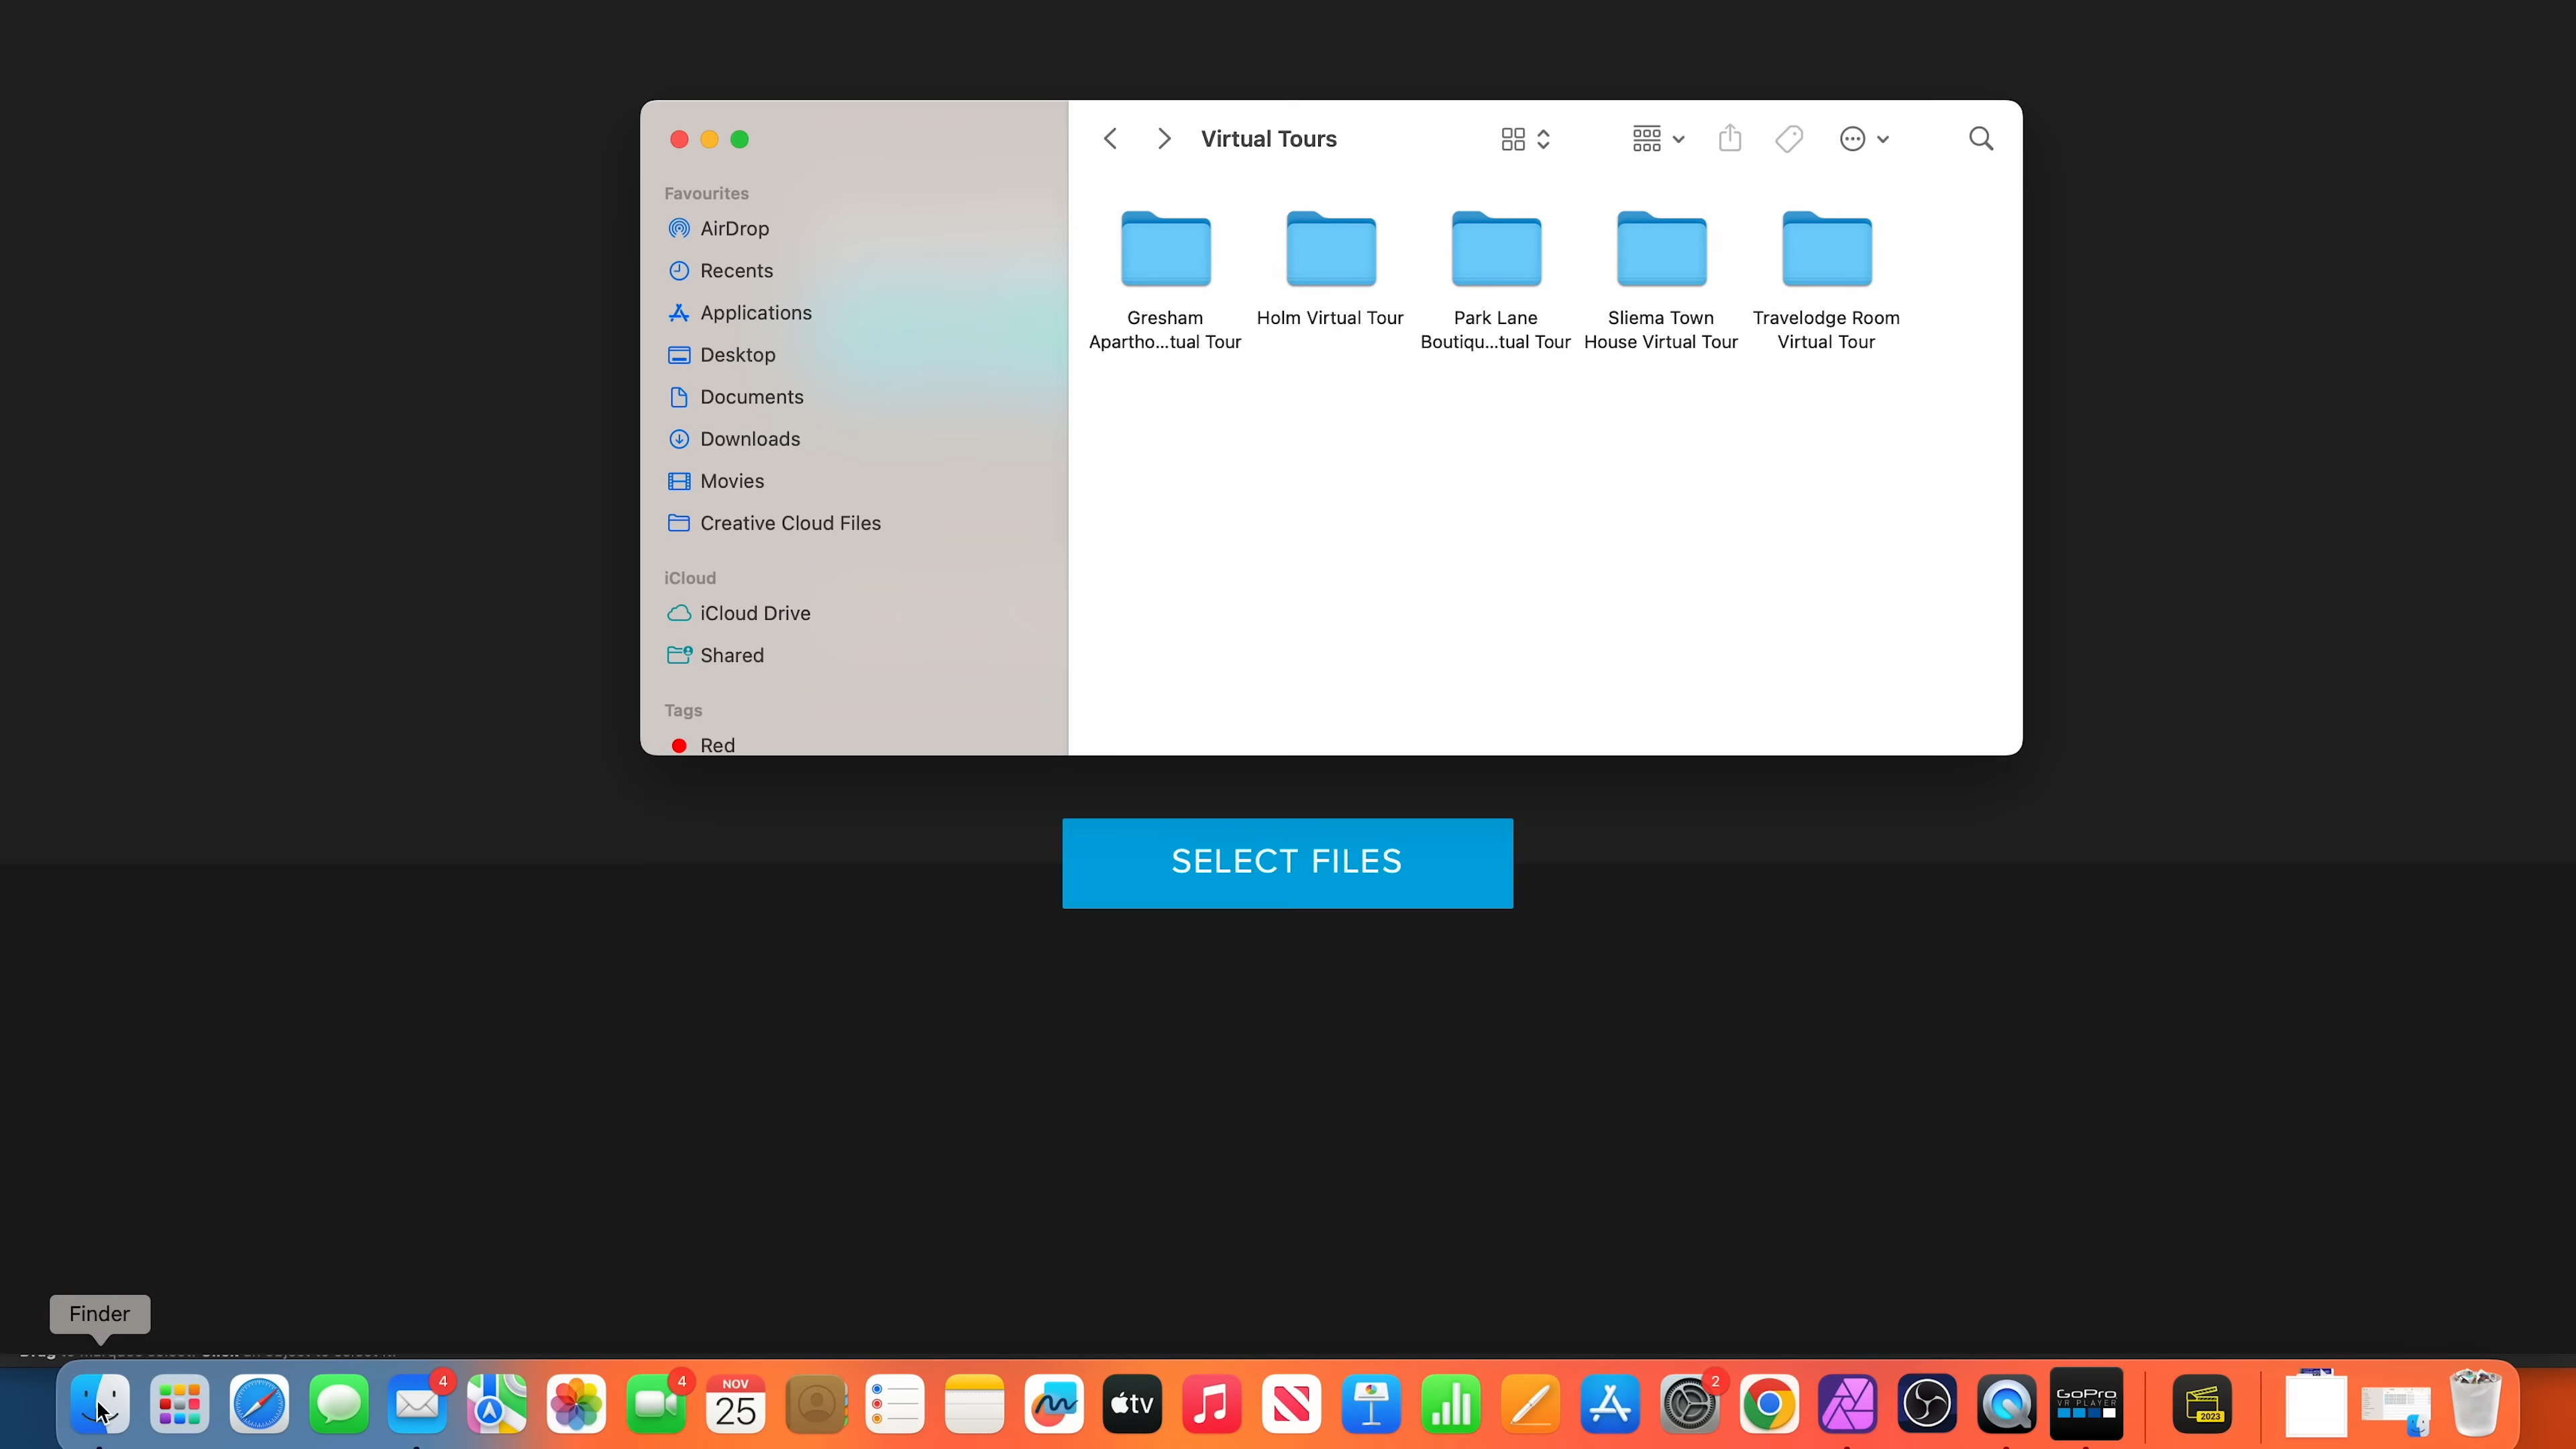 Virtual Tours
Favourites
AirDrop
Recents
Applications
Desktop
Documents
Downloads
Movies
Creative Cloud Files
iCloud
iCloud Drive
Shared
Tags
Red
Gresham
Apartho...tual Tour
Holm Virtual Tour
Park Lane
Boutiqu...tual Tour
Sliema Town
House Virtual Tour
Travelodge Room
Virtual Tour
SELECT FILES
Finder
4
4
NOV
25
tv
2
GoPro
VR PLAYER
2023